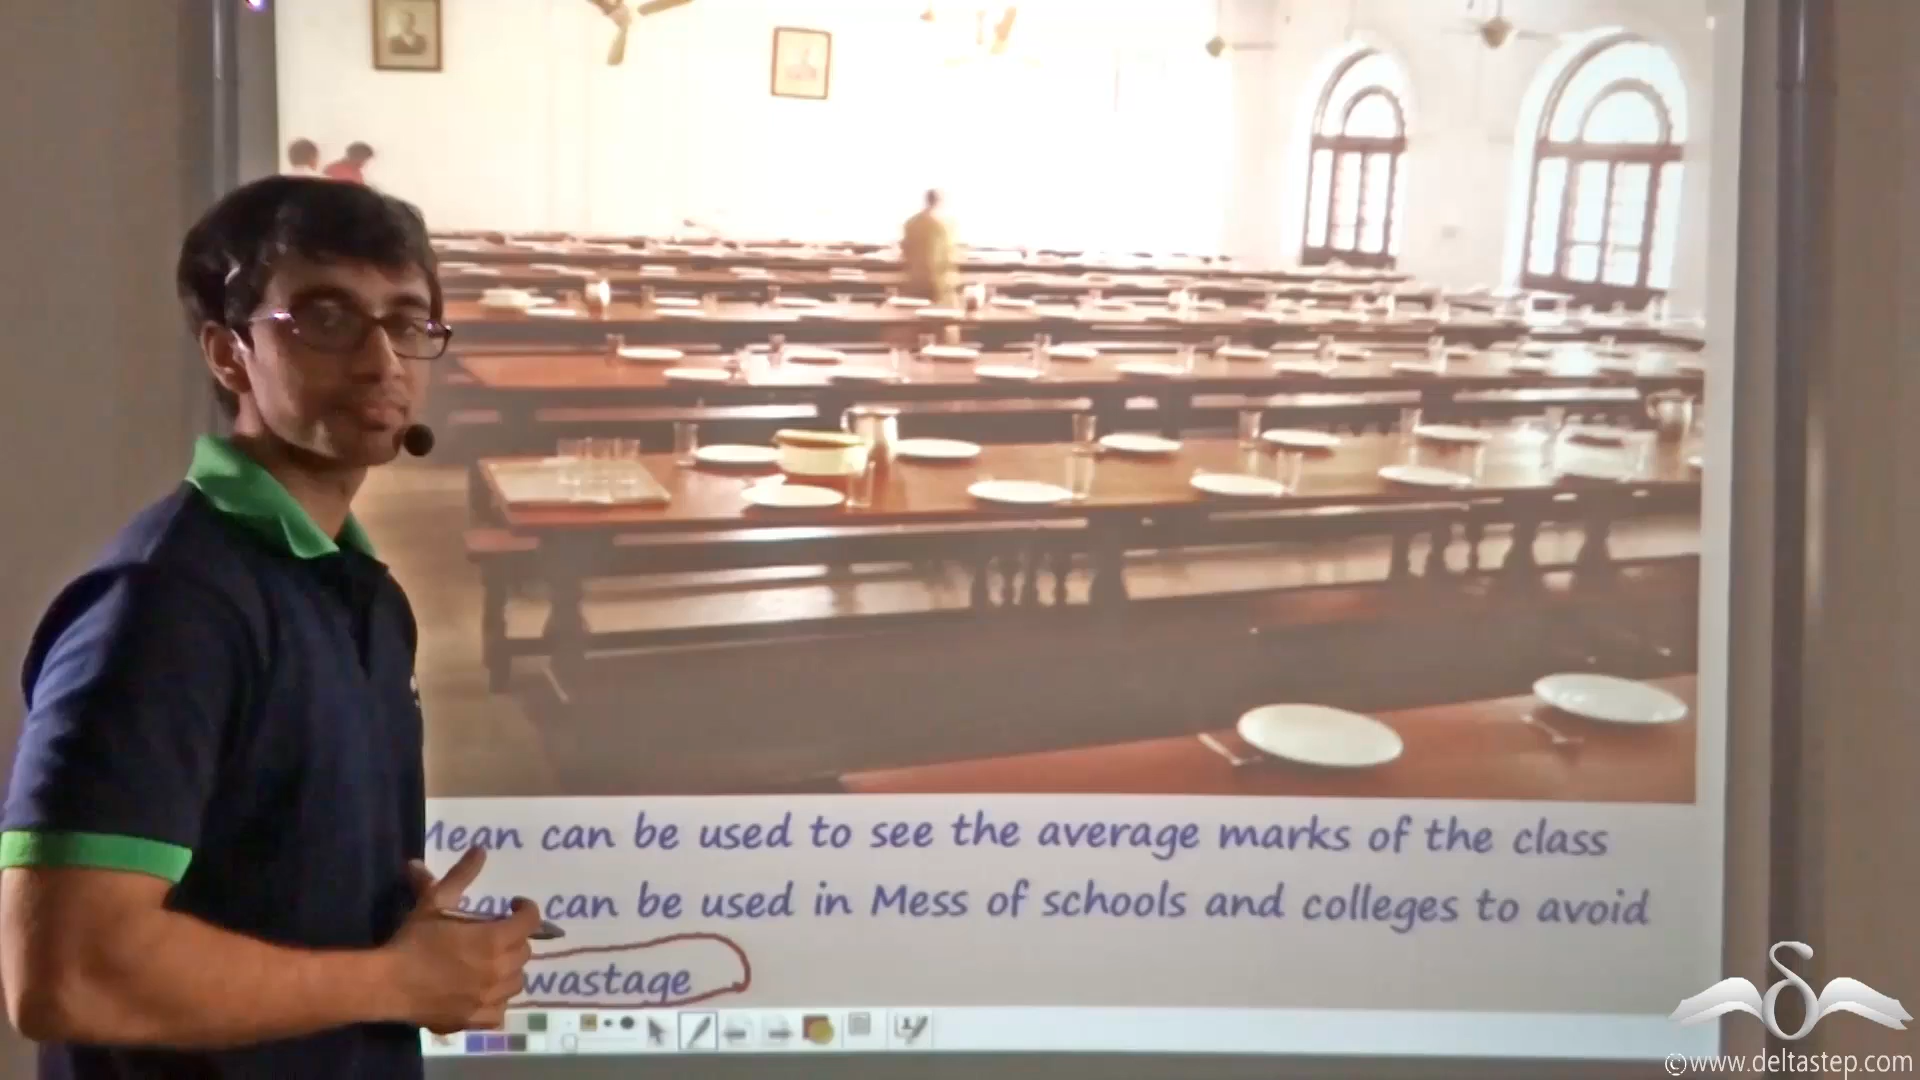 Mean can be used to see the average marks of the class
can be used in Mess of schools and colleges to avoid
wastage
©www.deltastep.com